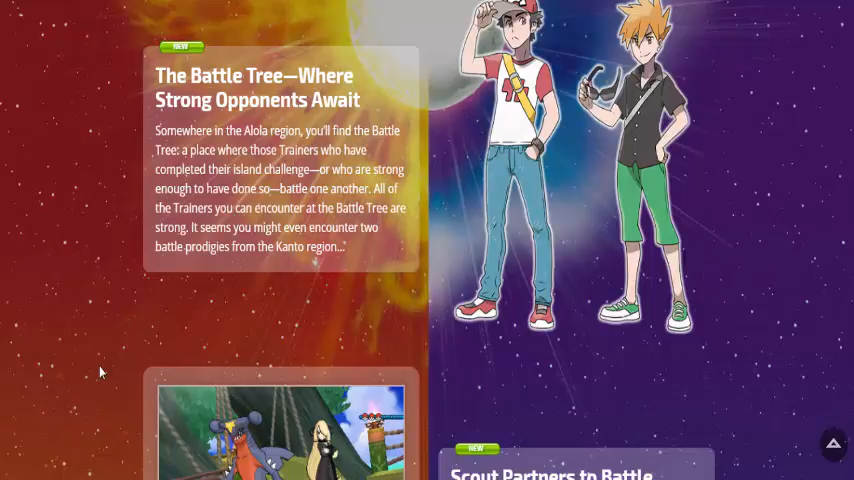 NEW
The Battle Tree—Where
Strong Opponents Await
Somewhere in the Alola region, you'll find the Battle
Tree: a place where those Trainers who have
completed their island challenge—or who are strong
enough to have done so—battle one another. All of
the Trainers you can encounter at the Battle Tree are
strong. It seems you might even encounter two
battle prodigies from the Kanto region...
NEW
Scout Partners to Battle